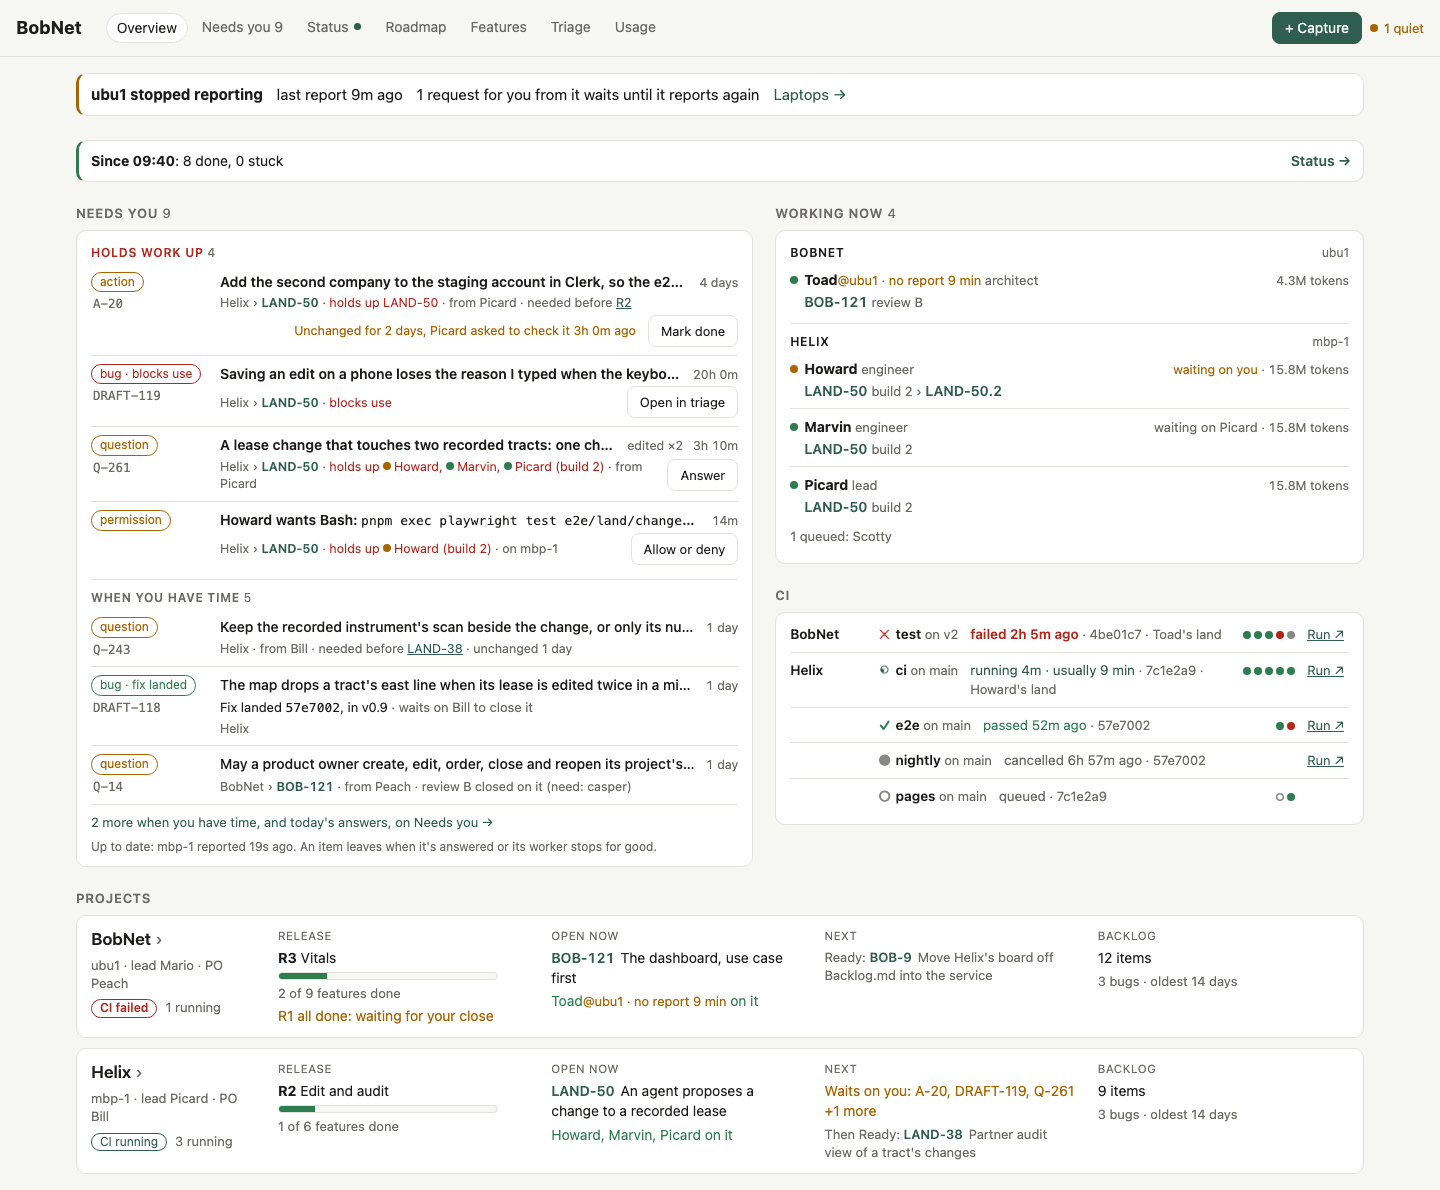 BobNet
Overview
Needs you 9
Status
Roadmap
Features
Triage
Usage
+ Capture
1 quiet
ubu1 stopped reporting last report 9m ago 1 request for you from it waits until it reports again Laptops →
Since 09:40: 8 done, 0 stuck
Status →
NEEDS YOU 9
HOLDS WORK UP 4
action
Add the second company to the staging account in Clerk, so the e2... 4 days
A–20
Helix › LAND-50 · holds up LAND-50 · from Picard · needed before R2
Unchanged for 2 days, Picard asked to check it 3h 0m ago
Mark done
bug · blocks use
Saving an edit on a phone loses the reason I typed when the keybo... 20h 0m
DRAFT–119
Helix › LAND-50 · blocks use
Open in triage
question
A lease change that touches two recorded tracts: one ch... edited ×2 3h 10m
Q–261
Helix › LAND-50 · holds up Howard, Marvin, Picard (build 2) · from
Picard
Answer
permission
Howard wants Bash: pnpm exec playwright test e2e/land/change... 14m
Helix › LAND-50 · holds up Howard (build 2) · on mbp-1
Allow or deny
WHEN YOU HAVE TIME 5
question
Keep the recorded instrument's scan beside the change, or only its nu... 1 day
Q–243
Helix · from Bill · needed before LAND-38 · unchanged 1 day
bug · fix landed
The map drops a tract's east line when its lease is edited twice in a mi... 1 day
DRAFT–118
Fix landed 57e7002, in v0.9 · waits on Bill to close it
Helix
question
May a product owner create, edit, order, close and reopen its project's... 1 day
Q–14
BobNet › BOB-121 · from Peach · review B closed on it (need: casper)
2 more when you have time, and today's answers, on Needs you →
Up to date: mbp-1 reported 19s ago. An item leaves when it's answered or its worker stops for good.
WORKING NOW 4
BOBNET
ubu1
Toad@ubu1 · no report 9 min architect
4.3M tokens
BOB-121 review B
HELIX
mbp-1
Howard engineer
waiting on you · 15.8M tokens
LAND-50 build 2 › LAND-50.2
Marvin engineer
waiting on Picard · 15.8M tokens
LAND-50 build 2
Picard lead
15.8M tokens
LAND-50 build 2
1 queued: Scotty
CI
BobNet
test on v2 failed 2h 5m ago · 4be01c7 · Toad's land
Run ↗
Helix
ci on main running 4m · usually 9 min · 7c1e2a9 ·
Howard's land
Run ↗
e2e on main passed 52m ago · 57e7002
Run ↗
nightly on main cancelled 6h 57m ago · 57e7002
Run ↗
pages on main queued · 7c1e2a9
PROJECTS
BobNet ›
ubu1 · lead Mario · PO
Peach
CI failed
1 running
RELEASE
R3 Vitals
2 of 9 features done
R1 all done: waiting for your close
OPEN NOW
BOB-121 The dashboard, use case
first
Toad@ubu1 · no report 9 min on it
NEXT
Ready: BOB-9 Move Helix's board off
Backlog.md into the service
BACKLOG
12 items
3 bugs · oldest 14 days
Helix ›
mbp-1 · lead Picard · PO
Bill
CI running
3 running
RELEASE
R2 Edit and audit
1 of 6 features done
OPEN NOW
LAND-50 An agent proposes a
change to a recorded lease
Howard, Marvin, Picard on it
NEXT
Waits on you: A-20, DRAFT-119, Q-261
+1 more
Then Ready: LAND-38 Partner audit
view of a tract's changes
BACKLOG
9 items
3 bugs · oldest 14 days